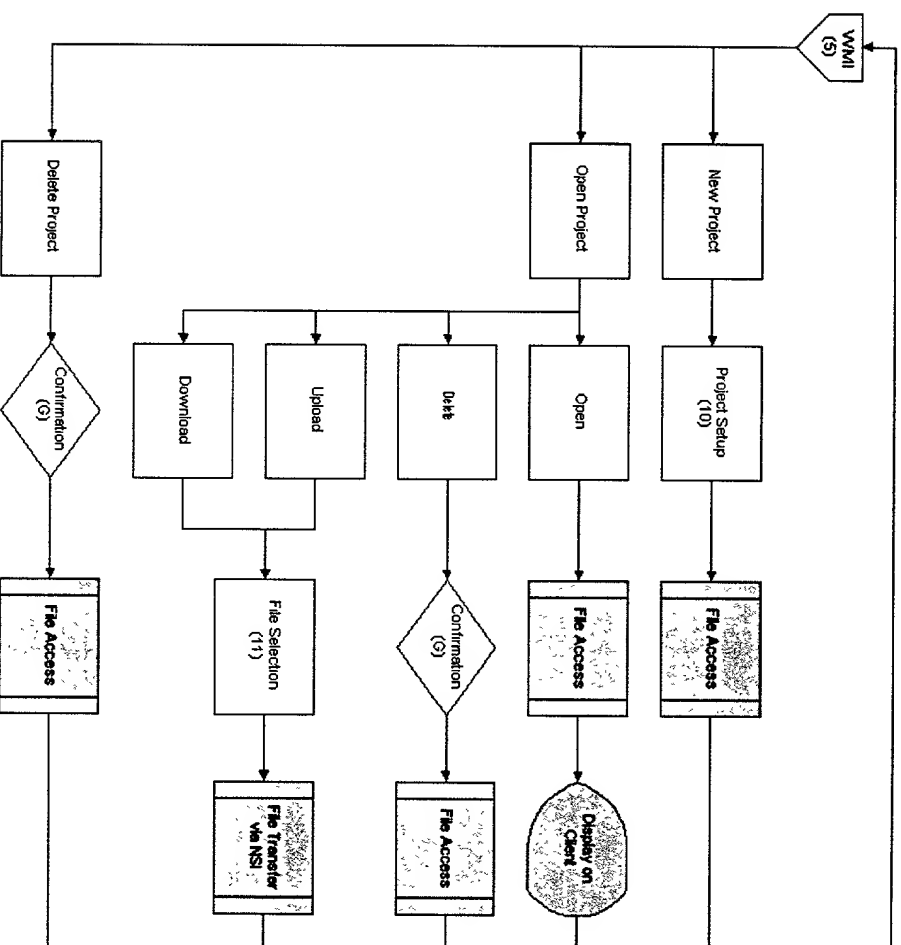 WMI
(5)
New Project
Project Setup
(10)
File Access
Open Project
Open
File Access
Display on
Client
Delete
Confirmation
(G)
File Access
Upload
Download
File Selection
(11)
File Transfer
via NSI
Delete Project
Confirmation
(G)
File Access